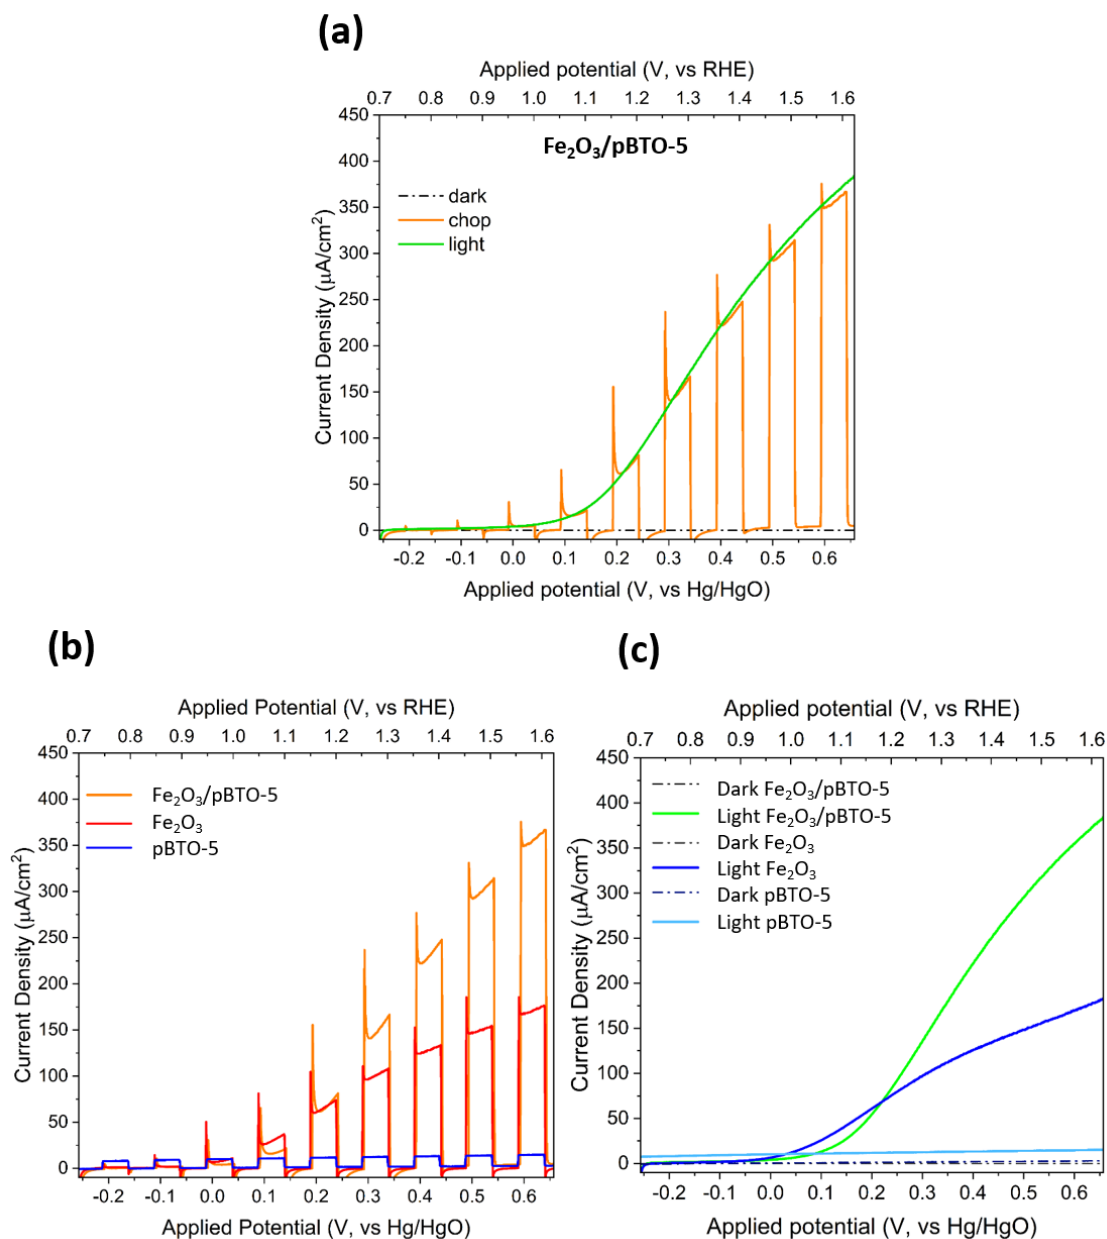 (a)
Applied potential (V, vs RHE)
0.7 0.8 0.9 1.0 1.1 1.2 1.3 1.4 1.5 1.6
Fe₂O₃/pBTO-5
dark
chop
light
450
400
350
300
250
200
150
100
50
0
Current Density (μA/cm²)
-0.2 -0.1 0.0 0.1 0.2 0.3 0.4 0.5 0.6
Applied potential (V, vs Hg/HgO)
(b)
Applied Potential (V, vs RHE)
0.7 0.8 0.9 1.0 1.1 1.2 1.3 1.4 1.5 1.6
Fe₂O₃/pBTO-5
Fe₂O₃
pBTO-5
450
400
350
300
250
200
150
100
50
0
Current Density (μA/cm²)
-0.2 -0.1 0.0 0.1 0.2 0.3 0.4 0.5 0.6
Applied Potential (V, vs Hg/HgO)
(c)
Applied potential (V, vs RHE)
0.7 0.8 0.9 1.0 1.1 1.2 1.3 1.4 1.5 1.6
Dark Fe₂O₃/pBTO-5
Light Fe₂O₃/pBTO-5
Dark Fe₂O₃
Light Fe₂O₃
Dark pBTO-5
Light pBTO-5
450
400
350
300
250
200
150
100
50
0
Current Density (μA/cm²)
-0.2 -0.1 0.0 0.1 0.2 0.3 0.4 0.5 0.6
Applied potential (V, vs Hg/HgO)